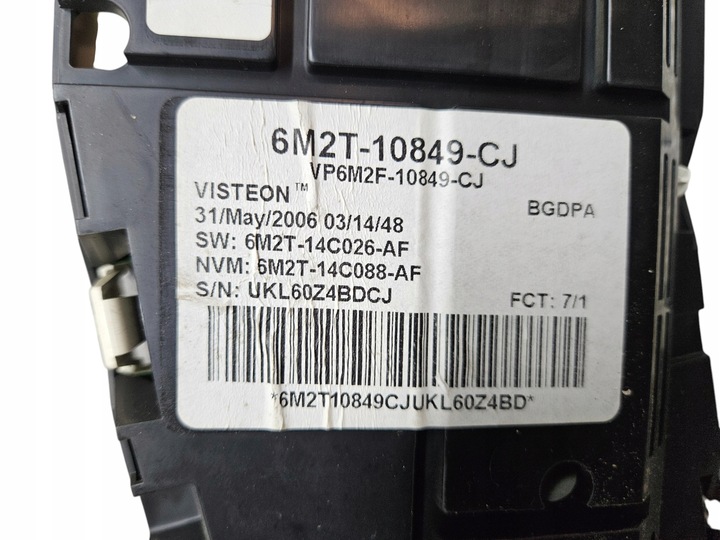 6M2T-10849-CJ
VP6M2F-10849-CJ
VISTEON™
BGDPA
31/May/2006 03/14/48
SW: 6M2T-14C026-AF
NVM: 6M2T-14C088-AF
S/N: UKL60Z4BDCJ
FCT: 7/1
*6M2T10849CJUKL60Z4BD*